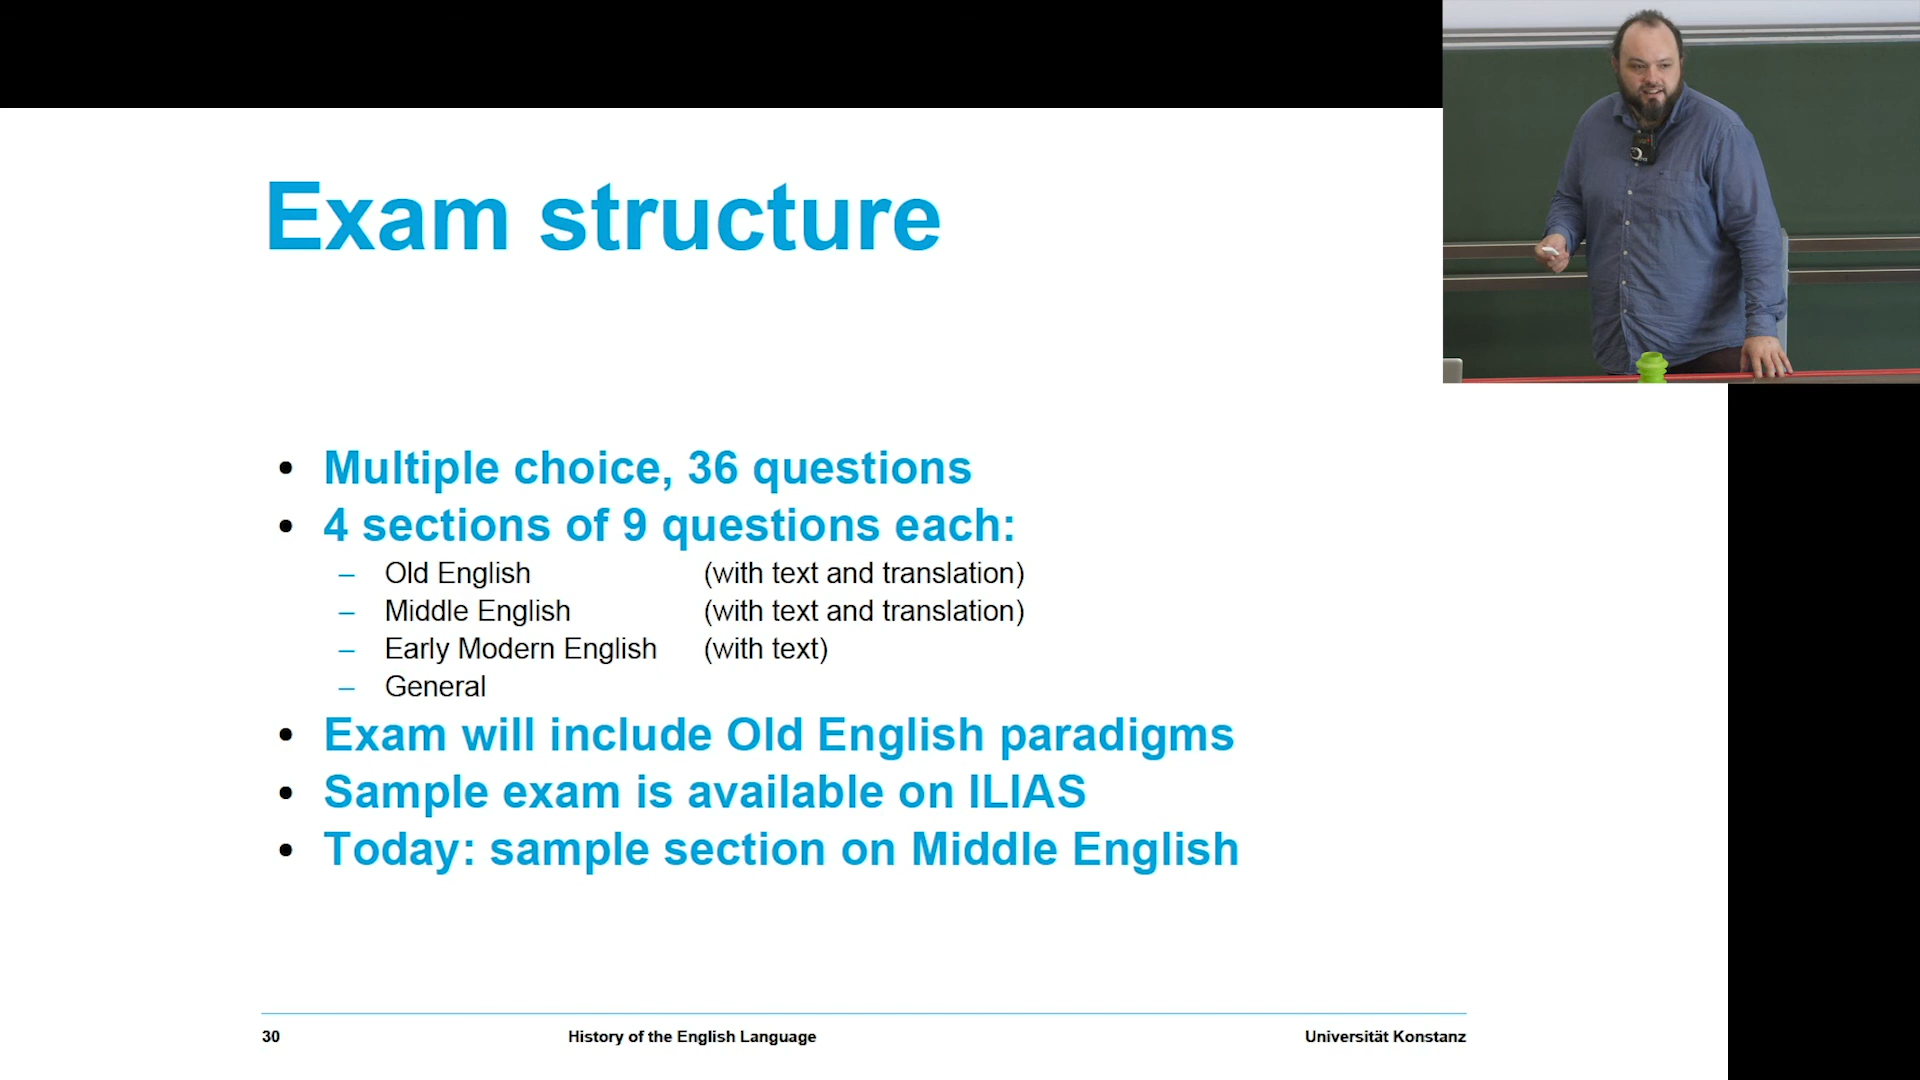 Exam structure
• Multiple choice, 36 questions
• 4 sections of 9 questions each:
– Old English (with text and translation)
– Middle English (with text and translation)
– Early Modern English (with text)
– General
• Exam will include Old English paradigms
• Sample exam is available on ILIAS
• Today: sample section on Middle English
30 History of the English Language Universität Konstanz